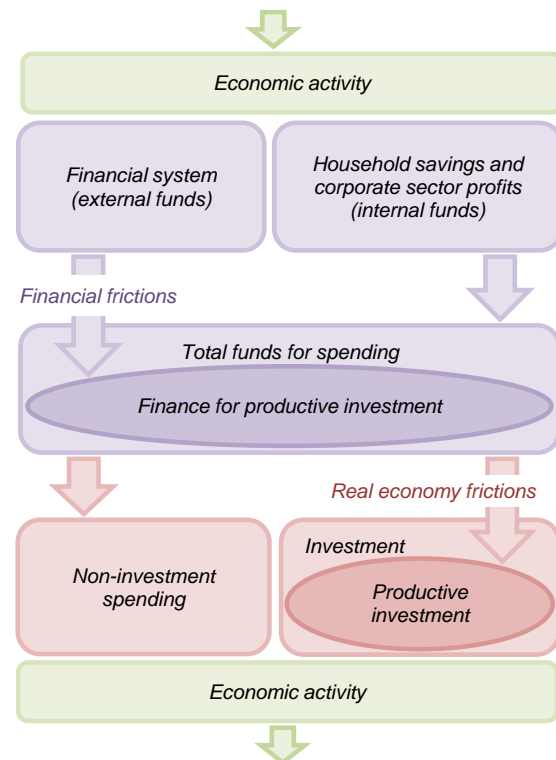 Economic activity
Financial system
(external funds)
Household savings and
corporate sector profits
(internal funds)
Financial frictions
Total funds for spending
Finance for productive investment
Real economy frictions
Non-investment
spending
Investment
Productive
investment
Economic activity